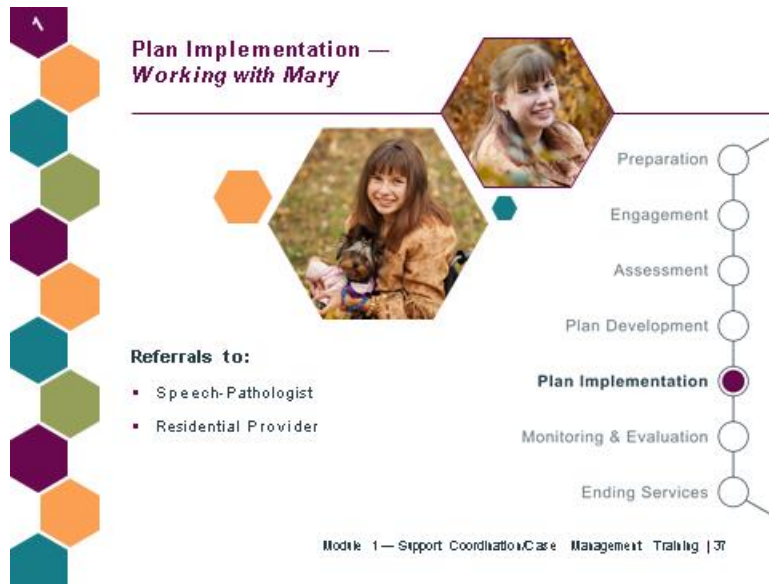 Plan Implementation —
Working with Mary
Preparation
Engagement
Assessment
Plan Development
Plan Implementation
Monitoring & Evaluation
Ending Services
Referrals to:
▪ Speech-Pathologist
▪ Residential Provider
Module 1 — Support Coordination/Case Management Training | 37